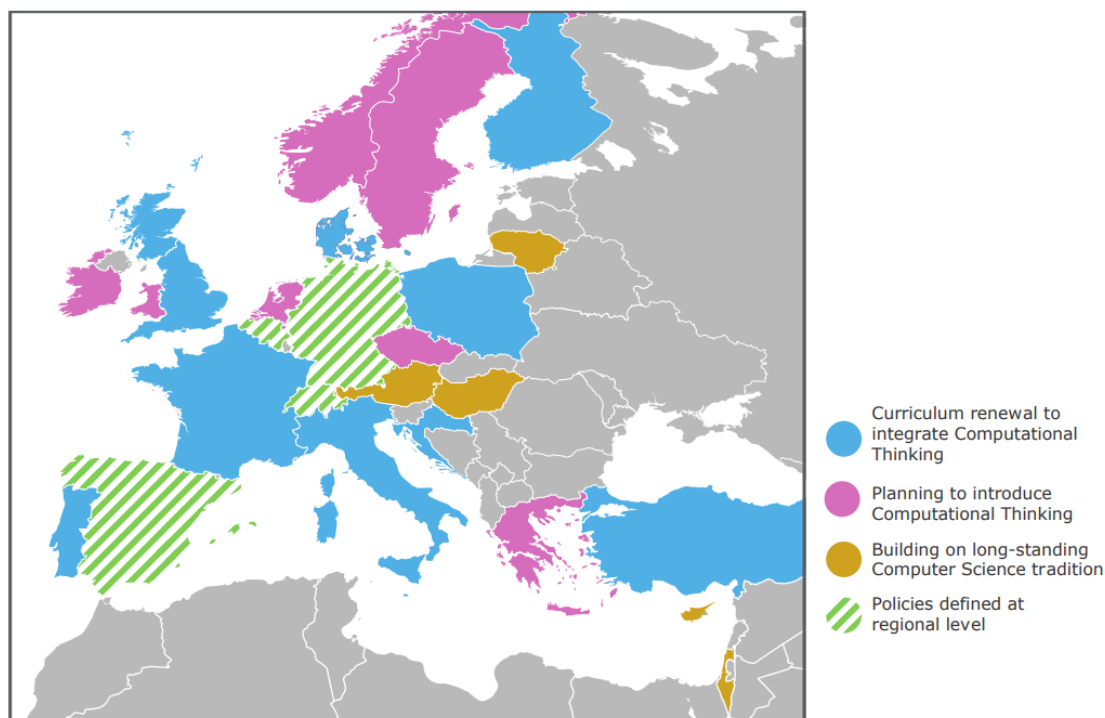 Curriculum renewal to
integrate Computational
Thinking
Planning to introduce
Computational Thinking
Building on long-standing
Computer Science tradition
Policies defined at
regional level